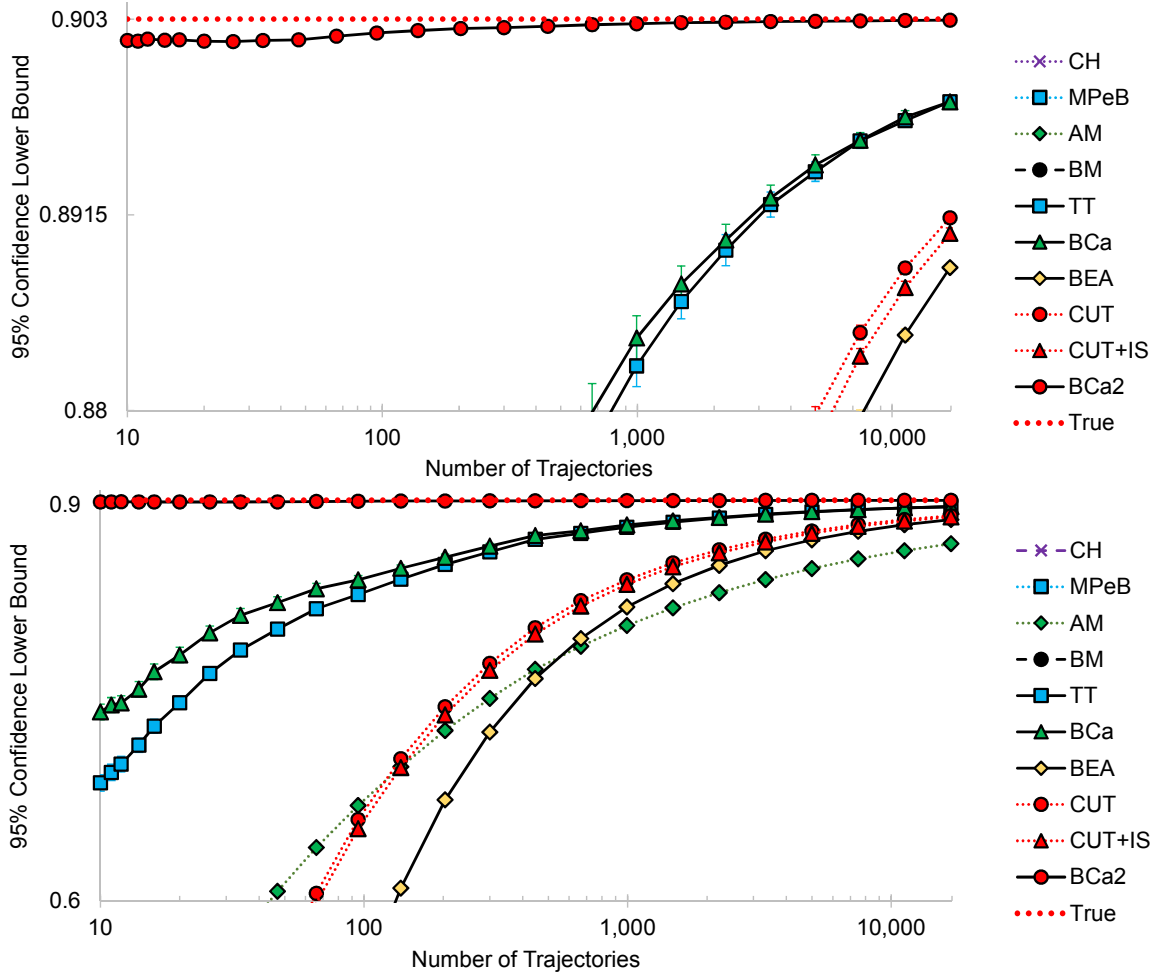 0.903
0.8915
0.88
95% Confidence Lower Bound
10
100
1,000
10,000
Number of Trajectories
CH
MPeB
AM
BM
TT
BCa
BEA
CUT
CUT+IS
BCa2
True
0.9
0.6
95% Confidence Lower Bound
10
100
1,000
10,000
Number of Trajectories
CH
MPeB
AM
BM
TT
BCa
BEA
CUT
CUT+IS
BCa2
True